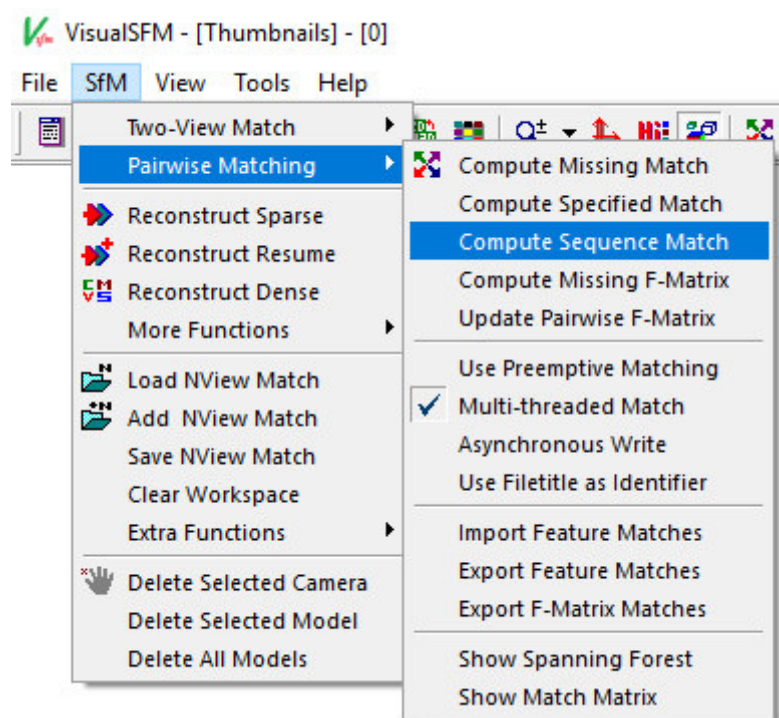 VisualSFM - [Thumbnails] - [0]
File SfM View Tools Help
Two-View Match
Pairwise Matching
Reconstruct Sparse
Reconstruct Resume
Reconstruct Dense
More Functions
Load NView Match
Add NView Match
Save NView Match
Clear Workspace
Extra Functions
Delete Selected Camera
Delete Selected Model
Delete All Models
Compute Missing Match
Compute Specified Match
Compute Sequence Match
Compute Missing F-Matrix
Update Pairwise F-Matrix
Use Preemptive Matching
Multi-threaded Match
Asynchronous Write
Use Filetitle as Identifier
Import Feature Matches
Export Feature Matches
Export F-Matrix Matches
Show Spanning Forest
Show Match Matrix